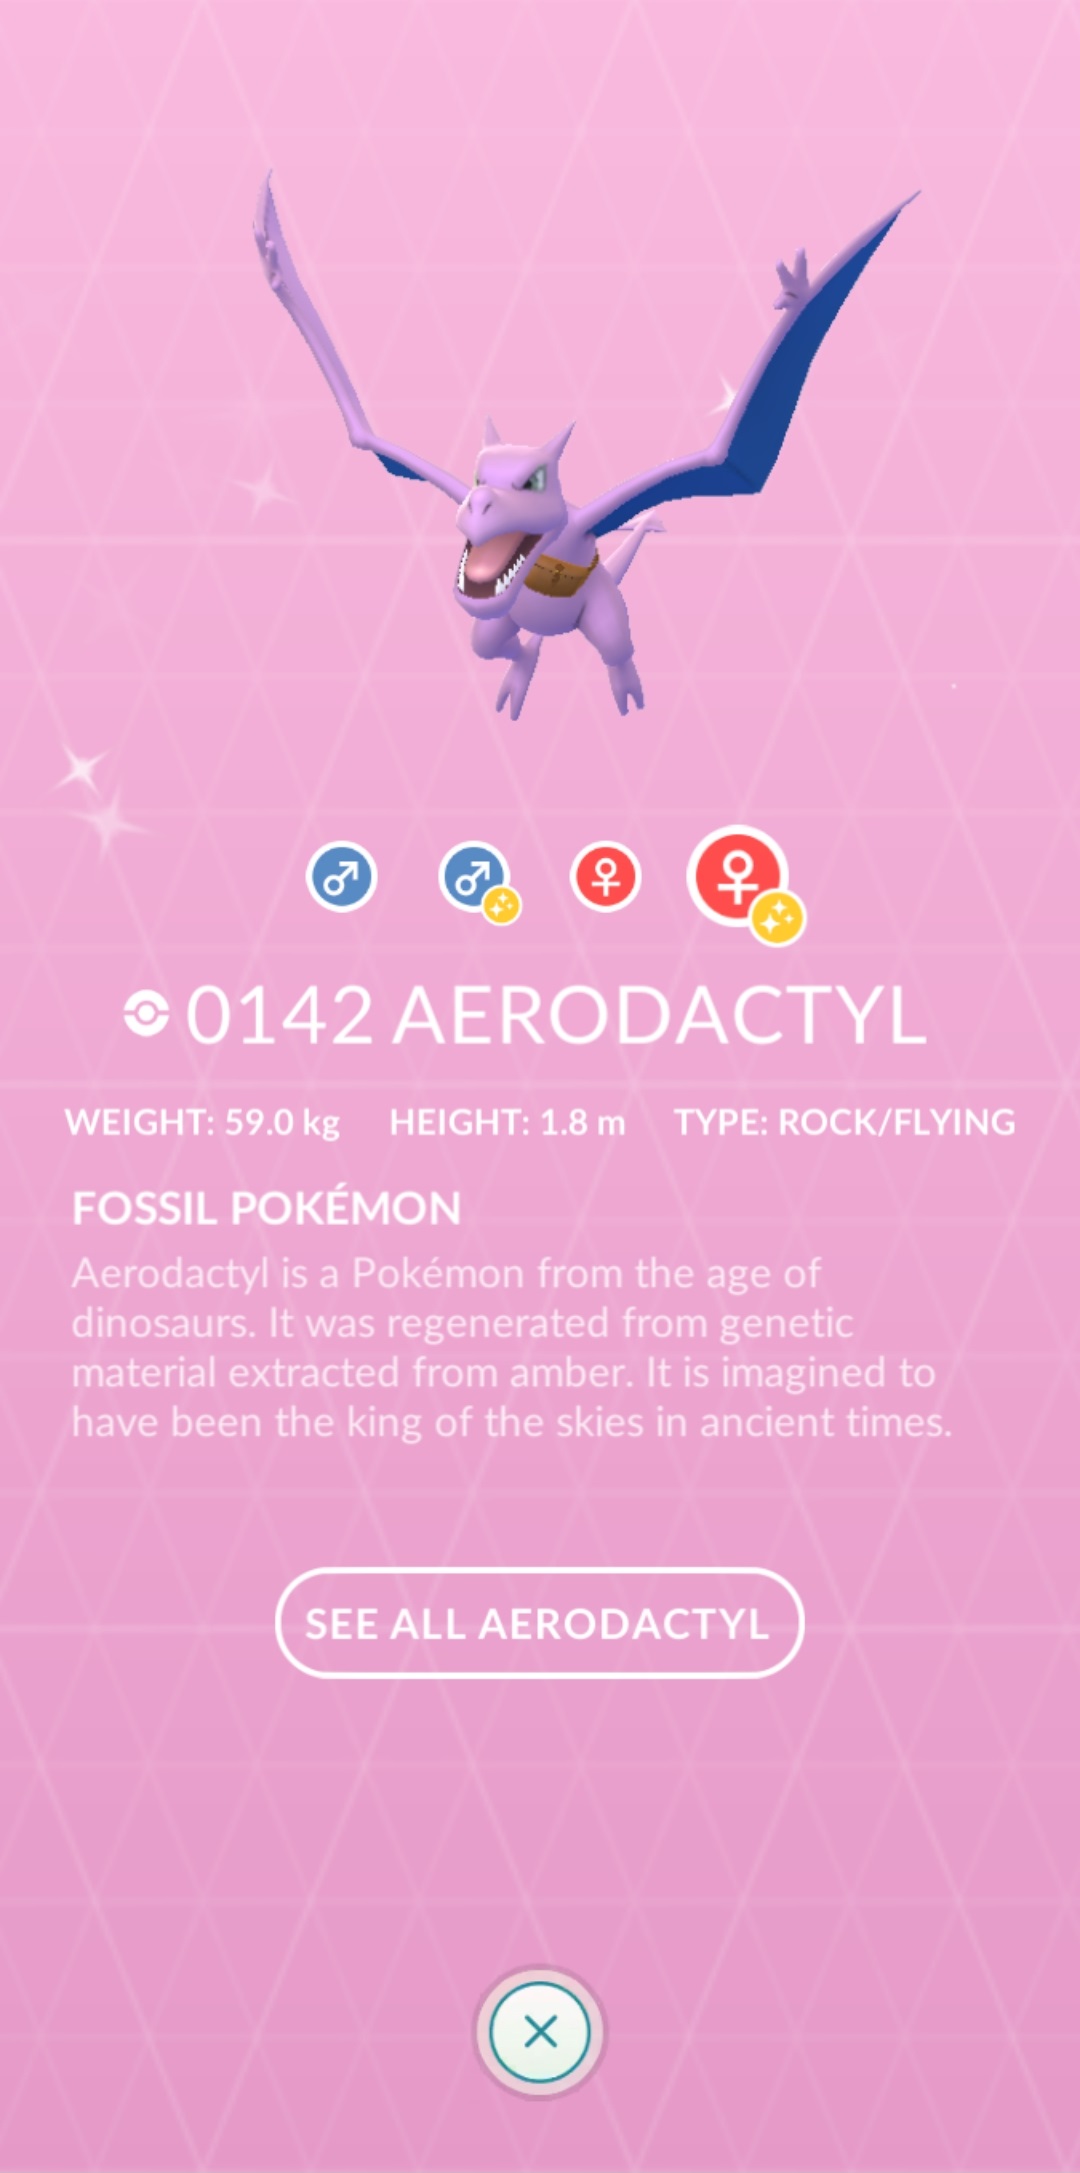 0142 AERODACTYL
WEIGHT: 59.0 kg HEIGHT: 1.8 m TYPE: ROCK/FLYING
FOSSIL POKÉMON
Aerodactyl is a Pokémon from the age of
dinosaurs. It was regenerated from genetic
material extracted from amber. It is imagined to
have been the king of the skies in ancient times.
SEE ALL AERODACTYL